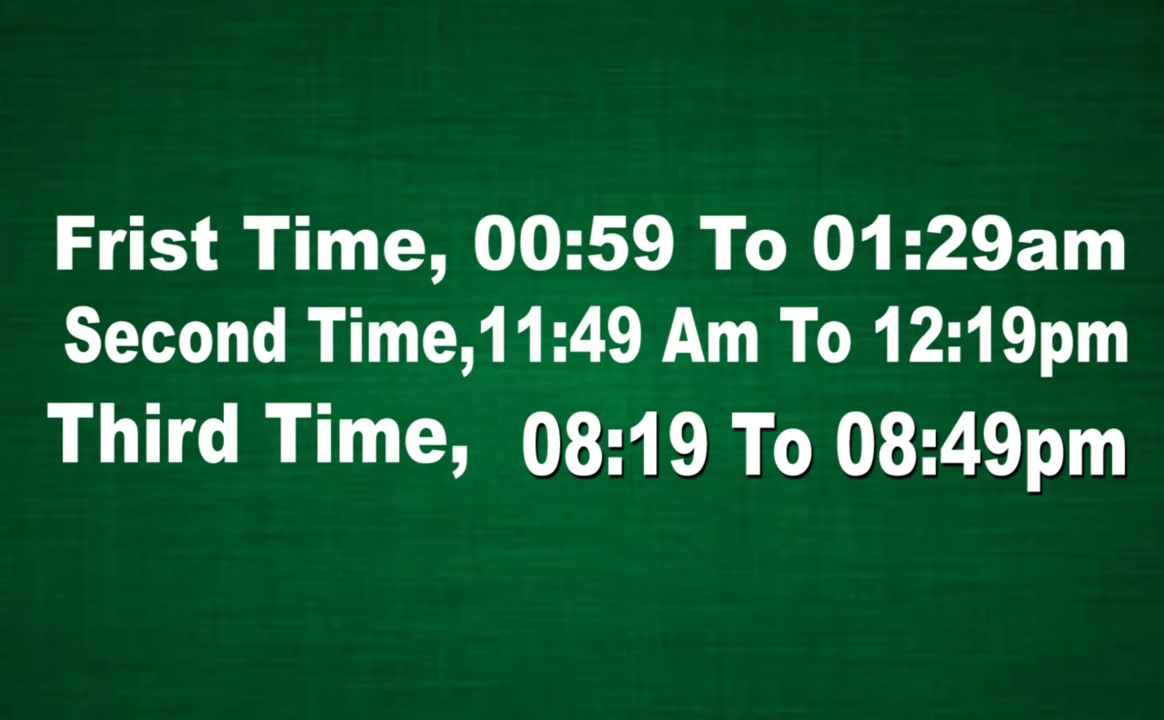 Frist Time, 00:59 To 01:29am
Second Time,11:49 Am To 12:19pm
Third Time, 08:19 To 08:49pm